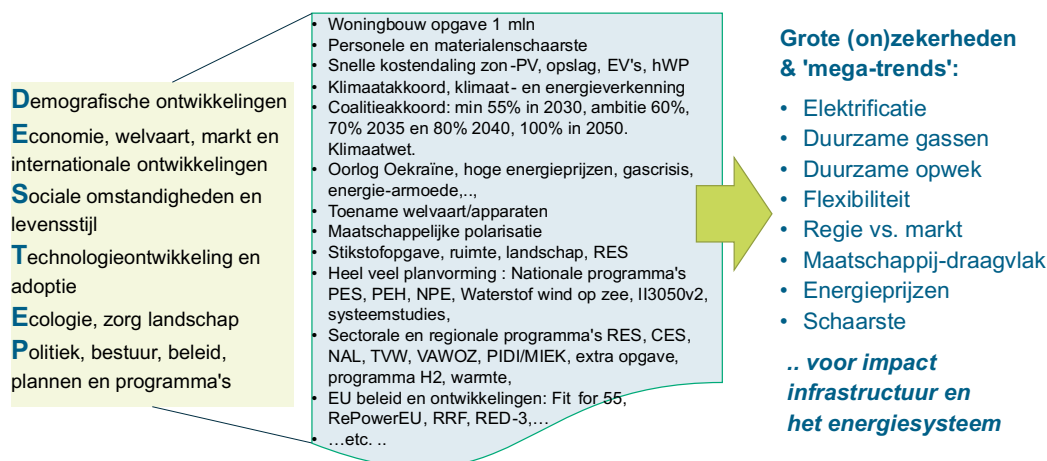 Demografische ontwikkelingen
Economie, welvaart, markt en
internationale ontwikkelingen
Sociale omstandigheden en
levensstijl
Technologieontwikkeling en
adoptie
Ecologie, zorg landschap
Politiek, bestuur, beleid,
plannen en programma's
• Woningbouw opgave 1 mln
• Personele en materialenschaarste
• Snelle kostendaling zon-PV, opslag, EV's, hWP
• Klimaatakkoord, klimaat- en energieverkenning
• Coalitieakkoord: min 55% in 2030, ambitie 60%,
70% 2035 en 80% 2040, 100% in 2050.
Klimaatwet.
• Oorlog Oekraïne, hoge energieprijzen, gascrisis,
energie-armoede,..,
• Toename welvaart/apparaten
• Maatschappelijke polarisatie
• Stikstofopgave, ruimte, landschap, RES
• Heel veel planvorming : Nationale programma's
PES, PEH, NPE, Waterstof wind op zee, II3050v2,
systeemstudies,
• Sectorale en regionale programma's RES, CES,
NAL, TVW, VAWOZ, PIDI/MIEK, extra opgave,
programma H2, warmte,
• EU beleid en ontwikkelingen: Fit for 55,
RePowerEU, RRF, RED-3,...
• ...etc. ..
Grote (on)zekerheden
& 'mega-trends':
• Elektrificatie
• Duurzame gassen
• Duurzame opwek
• Flexibiliteit
• Regie vs. markt
• Maatschappij-draagvlak
• Energieprijzen
• Schaarste
.. voor impact
infrastructuur en
het energiesysteem